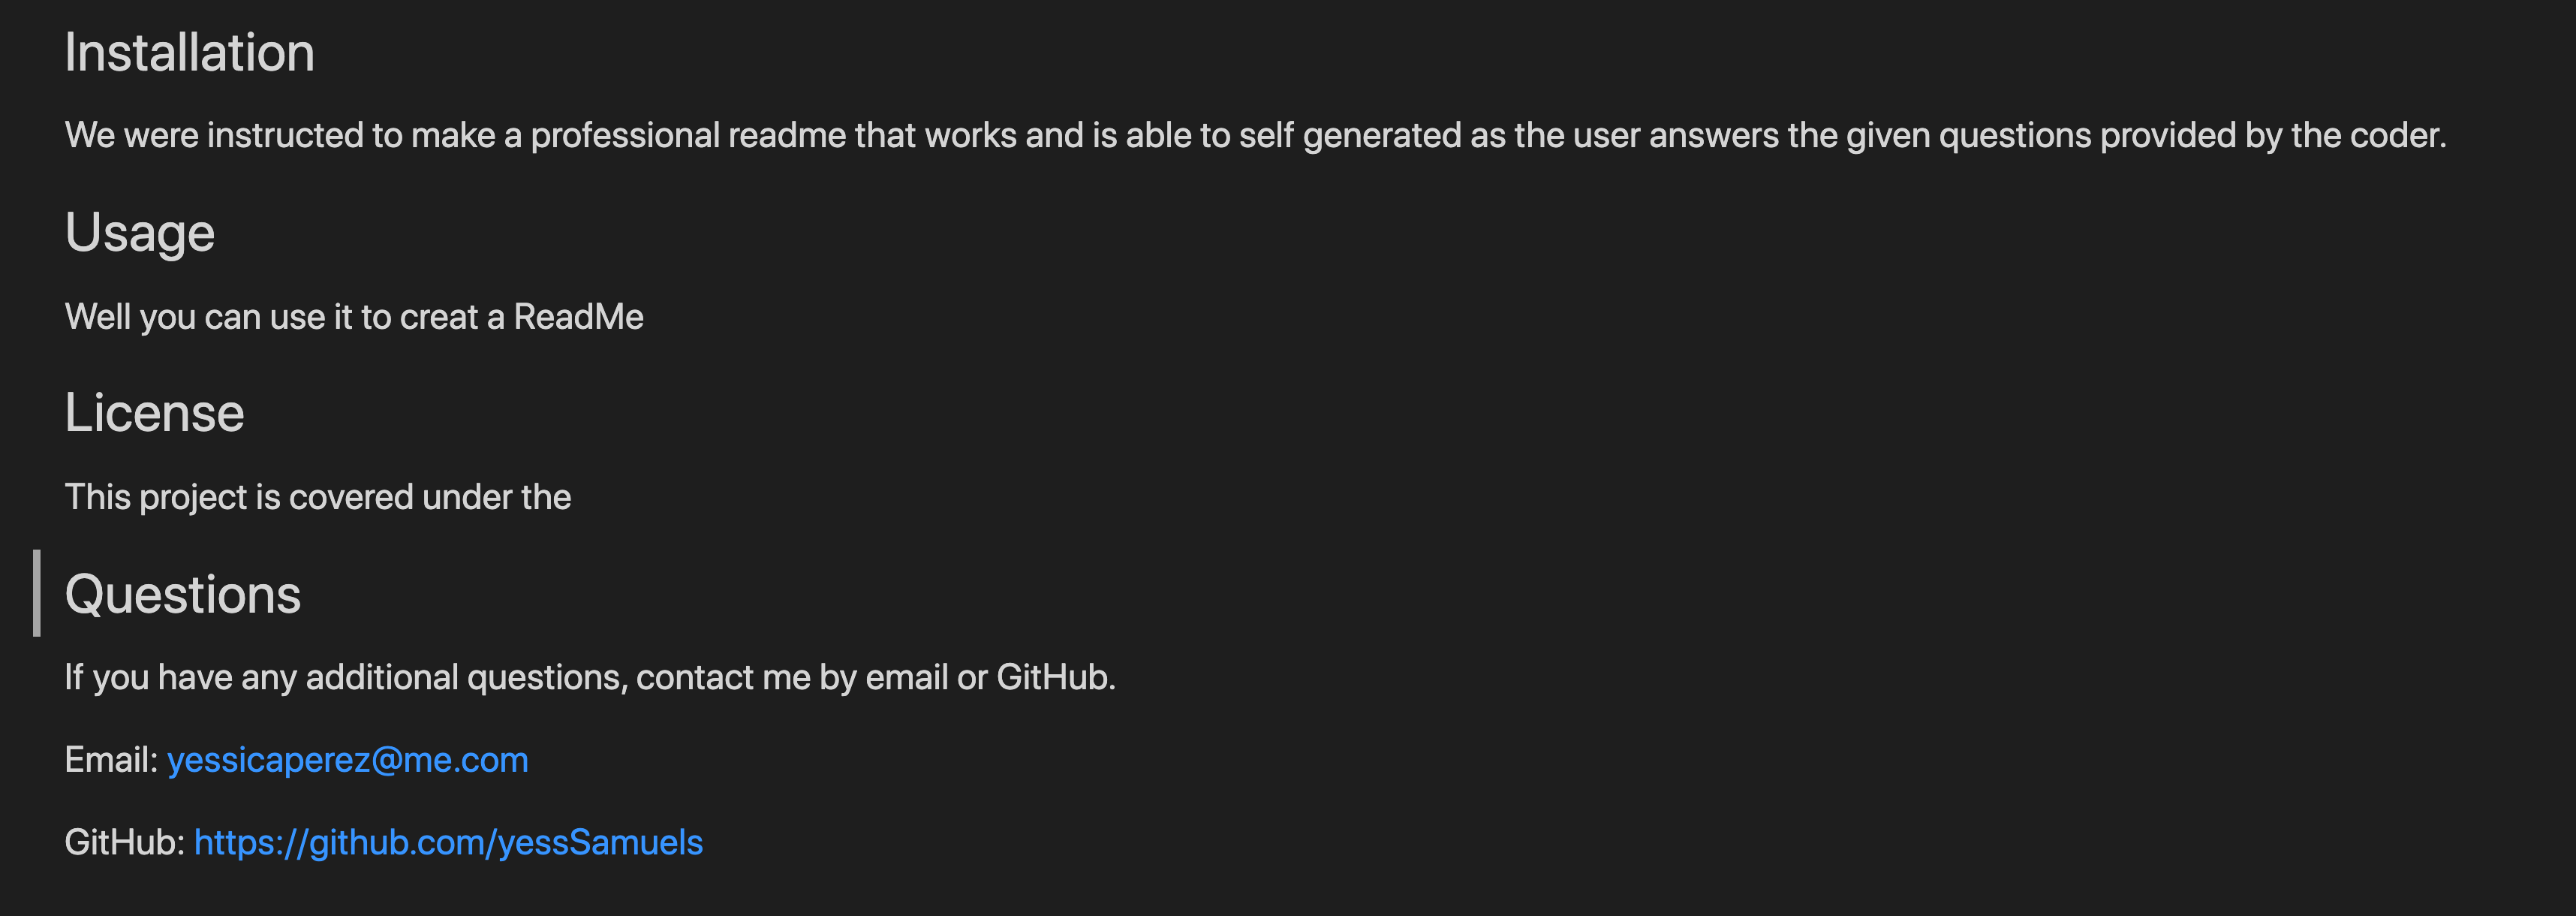 Installation
We were instructed to make a professional readme that works and is able to self generated as the user answers the given questions provided by the coder.
Usage
Well you can use it to creat a ReadMe
License
This project is covered under the
Questions
If you have any additional questions, contact me by email or GitHub.
Email: yessicaperez@me.com
GitHub: https://github.com/yessSamuels